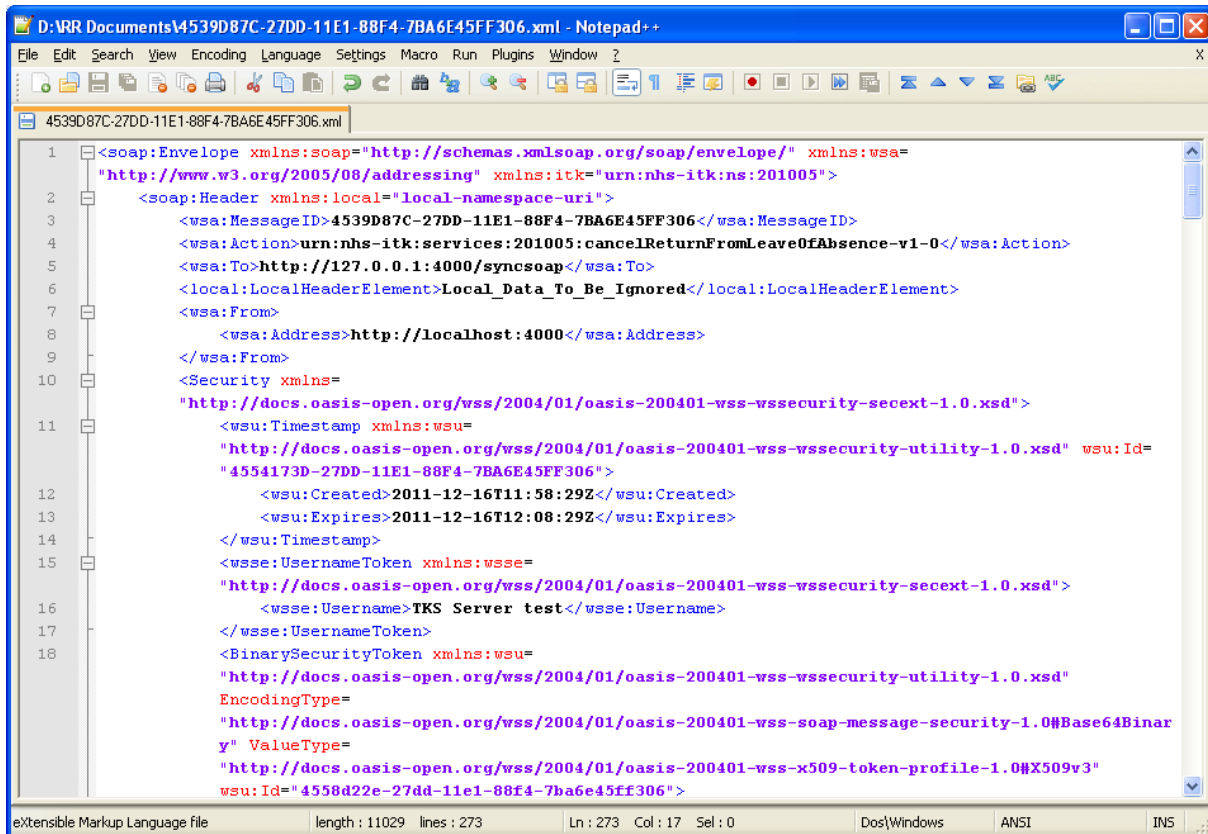 D:\RR Documents\4539D87C-27DD-11E1-88F4-7BA6E45FF306.xml - Notepad++
File Edit Search View Encoding Language Settings Macro Run Plugins Window ? X
ABC
4539D87C-27DD-11E1-88F4-7BA6E45FF306.xml
1 <soap:Envelope xmlns:soap="http://schemas.xmlsoap.org/soap/envelope/" xmlns:wsa=
"http://www.w3.org/2005/08/addressing" xmlns:itk="urn:nhs-itk:ns:201005">
2 <soap:Header xmlns:local="local-namespace-uri">
3 <wsa:MessageID>4539D87C-27DD-11E1-88F4-7BA6E45FF306</wsa:MessageID>
4 <wsa:Action>urn:nhs-itk:services:201005:cancelReturnFromLeaveOfAbsence-v1-0</wsa:Action>
5 <wsa:To>http://127.0.0.1:4000/syncsoap</wsa:To>
6 <local:LocalHeaderElement>Local_Data_To_Be_Ignored</local:LocalHeaderElement>
7 <wsa:From>
8 <wsa:Address>http://localhost:4000</wsa:Address>
9 </wsa:From>
10 <Security xmlns=
"http://docs.oasis-open.org/wss/2004/01/oasis-200401-wss-wssecurity-secext-1.0.xsd">
11 <wsu:Timestamp xmlns:wsu=
"http://docs.oasis-open.org/wss/2004/01/oasis-200401-wss-wssecurity-utility-1.0.xsd" wsu:Id=
"4554173D-27DD-11E1-88F4-7BA6E45FF306">
12 <wsu:Created>2011-12-16T11:58:29Z</wsu:Created>
13 <wsu:Expires>2011-12-16T12:08:29Z</wsu:Expires>
14 </wsu:Timestamp>
15 <wsse:UsernameToken xmlns:wsse=
"http://docs.oasis-open.org/wss/2004/01/oasis-200401-wss-wssecurity-secext-1.0.xsd">
16 <wsse:Username>TKS Server test</wsse:Username>
17 </wsse:UsernameToken>
18 <BinarySecurityToken xmlns:wsu=
"http://docs.oasis-open.org/wss/2004/01/oasis-200401-wss-wssecurity-utility-1.0.xsd"
EncodingType=
"http://docs.oasis-open.org/wss/2004/01/oasis-200401-wss-soap-message-security-1.0#Base64Binar
y" ValueType=
"http://docs.oasis-open.org/wss/2004/01/oasis-200401-wss-x509-token-profile-1.0#X509v3"
wsu:Id="4558d22e-27dd-11e1-88f4-7ba6e45ff306">
eXtensible Markup Language file length : 11029 lines : 273 Ln : 273 Col : 17 Sel : 0 Dos\Windows ANSI INS